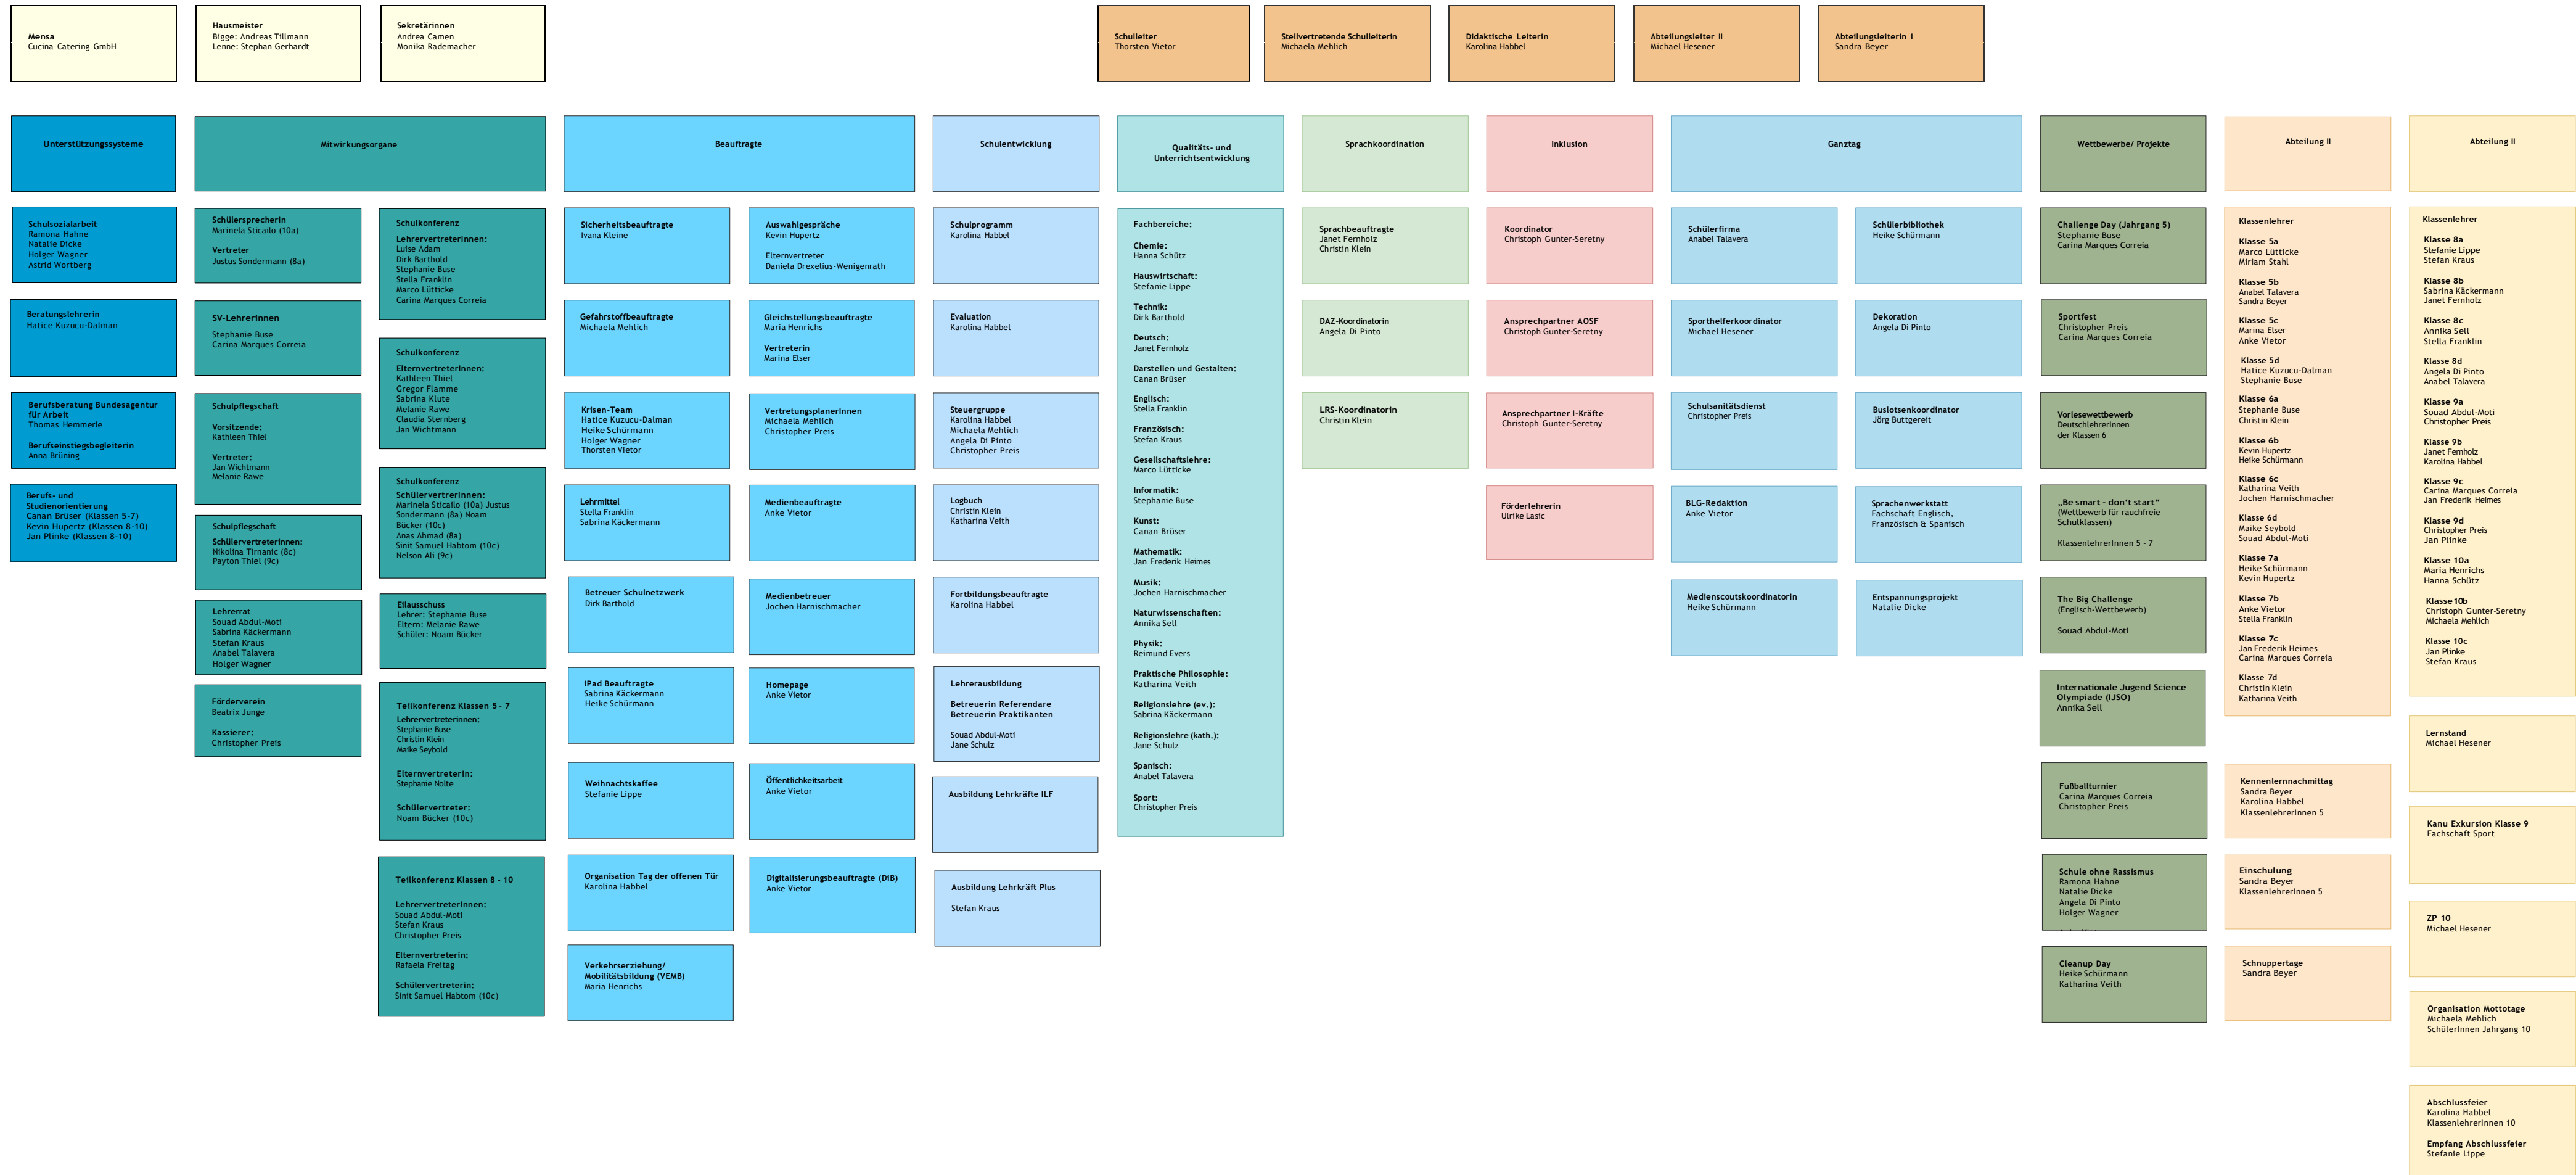 Mensa
Cucina Catering GmbH
Hausmeister
Bigge: Andreas Tillmann
Lenne: Stephan Gerhardt
Sekretärinnen
Andrea Camen
Monika Rademacher
Schulleiter
Thorsten Vietor
Stellvertretende Schulleiterin
Michaela Mehlich
Didaktische Leiterin
Karolina Habbel
Abteilungsleiter II
Michael Hesener
Abteilungsleiterin I
Sandra Beyer
Unterstützungssysteme
Mitwirkungsorgane
Beauftragte
Schulentwicklung
Qualitäts- und
Unterrichtsentwicklung
Sprachkoordination
Inklusion
Ganztag
Wettbewerbe/ Projekte
Abteilung II
Abteilung II
Schulsozialarbeit
Ramona Hahne
Natalie Dicke
Holger Wagner
Astrid Wortberg
Beratungslehrerin
Hatice Kuzucu-Dalman
Berufsberatung Bundesagentur
für Arbeit
Thomas Hemmerle
Berufseinstiegsbegleiterin
Anna Brüning
Berufs- und
Studienorientierung
Canan Brüser (Klassen 5-7)
Kevin Hupertz (Klassen 8-10)
Jan Plinke (Klassen 8-10)
Schülersprecherin
Marinela Sticailo (10a)
Vertreter
Justus Sondermann (8a)
SV-Lehrerinnen
Stephanie Buse
Carina Marques Correia
Schulpflegschaft
Vorsitzende:
Kathleen Thiel
Vertreter:
Jan Wichtmann
Melanie Rawe
Schulpflegschaft
Schülervertreterinnen:
Nikolina Tirnanic (8c)
Payton Thiel (9c)
Lehrerrat
Souad Abdul-Moti
Sabrina Käckermann
Stefan Kraus
Anabel Talavera
Holger Wagner
Förderverein
Beatrix Junge
Kassierer:
Christopher Preis
Schulkonferenz
LehrervertreterInnen:
Luise Adam
Dirk Barthold
Stephanie Buse
Stella Franklin
Marco Lütticke
Carina Marques Correia
Schulkonferenz
ElternvertreterInnen:
Kathleen Thiel
Gregor Flamme
Sabrina Klute
Melanie Rawe
Claudia Sternberg
Jan Wichtmann
Schulkonferenz
SchülervertrerInnen:
Marinela Sticailo (10a) Justus
Sondermann (8a) Noam
Bücker (10c)
Anas Ahmad (8a)
Sinit Samuel Habtom (10c)
Nelson Ali (9c)
Eilausschuss
Lehrer: Stephanie Buse
Eltern: Melanie Rawe
Schüler: Noam Bücker
Teilkonferenz Klassen 5 - 7
Lehrervertreterinnen:
Stephanie Buse
Christin Klein
Maike Seybold
Elternvertreterin:
Stephanie Nolte
Schülervertreter:
Noam Bücker (10c)
Teilkonferenz Klassen 8 - 10
LehrervertreterInnen:
Souad Abdul-Moti
Stefan Kraus
Christopher Preis
Elternvertreterin:
Rafaela Freitag
Schülervertreterin:
Sinit Samuel Habtom (10c)
Sicherheitsbeauftragte
Ivana Kleine
Gefahrstoffbeauftragte
Michaela Mehlich
Krisen-Team
Hatice Kuzucu-Dalman
Heike Schürmann
Holger Wagner
Thorsten Vietor
Lehrmittel
Stella Franklin
Sabrina Käckermann
Betreuer Schulnetzwerk
Dirk Barthold
iPad Beauftragte
Sabrina Käckermann
Heike Schürmann
Weihnachtskaffee
Stefanie Lippe
Organisation Tag der offenen Tür
Karolina Habbel
Verkehrserziehung/
Mobilitätsbildung (VEMB)
Maria Henrichs
Auswahlgespräche
Kevin Hupertz
Elternvertreter
Daniela Drexelius-Wenigenrath
Gleichstellungsbeauftragte
Maria Henrichs
Vertreterin
Marina Elser
VertretungsplanerInnen
Michaela Mehlich
Christopher Preis
Medienbeauftragte
Anke Vietor
Medienbetreuer
Jochen Harnischmacher
Homepage
Anke Vietor
Öffentlichkeitsarbeit
Anke Vietor
Digitalisierungsbeauftragte (DiB)
Anke Vietor
Schulprogramm
Karolina Habbel
Evaluation
Karolina Habbel
Steuergruppe
Karolina Habbel
Michaela Mehlich
Angela Di Pinto
Christopher Preis
Logbuch
Christin Klein
Katharina Veith
Fortbildungsbeauftragte
Karolina Habbel
Lehrerausbildung
Betreuerin Referendare
Betreuerin Praktikanten
Souad Abdul-Moti
Jane Schulz
Ausbildung Lehrkräfte ILF
Ausbildung Lehrkräft Plus
Stefan Kraus
Fachbereiche:
Chemie:
Hanna Schütz
Hauswirtschaft:
Stefanie Lippe
Technik:
Dirk Barthold
Deutsch:
Janet Fernholz
Darstellen und Gestalten:
Canan Brüser
Englisch:
Stella Franklin
Französisch:
Stefan Kraus
Gesellschaftslehre:
Marco Lütticke
Informatik:
Stephanie Buse
Kunst:
Canan Brüser
Mathematik:
Jan Frederik Heimes
Musik:
Jochen Harnischmacher
Naturwissenschaften:
Annika Sell
Physik:
Reimund Evers
Praktische Philosophie:
Katharina Veith
Religionslehre (ev.):
Sabrina Käckermann
Religionslehre (kath.):
Jane Schulz
Spanisch:
Anabel Talavera
Sport:
Christopher Preis
Sprachbeauftragte
Janet Fernholz
Christin Klein
DAZ-Koordinatorin
Angela Di Pinto
LRS-Koordinatorin
Christin Klein
Koordinator
Christoph Gunter-Seretny
Ansprechpartner AOSF
Christoph Gunter-Seretny
Ansprechpartner I-Kräfte
Christoph Gunter-Seretny
Förderlehrerin
Ulrike Lasic
Schülerfirma
Anabel Talavera
Sporthelferkoordinator
Michael Hesener
Schulsanitätsdienst
Christopher Preis
BLG-Redaktion
Anke Vietor
Medienscoutskoordinatorin
Heike Schürmann
Schülerbibliothek
Heike Schürmann
Dekoration
Angela Di Pinto
Buslotsenkoordinator
Jörg Buttgereit
Sprachenwerkstatt
Fachschaft Englisch,
Französisch & Spanisch
Entspannungsprojekt
Natalie Dicke
Challenge Day (Jahrgang 5)
Stephanie Buse
Carina Marques Correia
Sportfest
Christopher Preis
Carina Marques Correia
Vorlesewettbewerb
DeutschlehrerInnen
der Klassen 6
„Be smart - don't start“
(Wettbewerb für rauchfreie
Schulklassen)
KlassenlehrerInnen 5 - 7
The Big Challenge
(Englisch-Wettbewerb)
Souad Abdul-Moti
Internationale Jugend Science
Olympiade (IJSO)
Annika Sell
Fußballturnier
Carina Marques Correia
Christopher Preis
Schule ohne Rassismus
Ramona Hahne
Natalie Dicke
Angela Di Pinto
Holger Wagner
Cleanup Day
Heike Schürmann
Katharina Veith
Klassenlehrer
Klasse 5a
Marco Lütticke
Miriam Stahl
Klasse 5b
Anabel Talavera
Sandra Beyer
Klasse 5c
Marina Elser
Anke Vietor
Klasse 5d
Hatice Kuzucu-Dalman
Stephanie Buse
Klasse 6a
Stephanie Buse
Christin Klein
Klasse 6b
Kevin Hupertz
Heike Schürmann
Klasse 6c
Katharina Veith
Jochen Harnischmacher
Klasse 6d
Maike Seybold
Souad Abdul-Moti
Klasse 7a
Heike Schürmann
Kevin Hupertz
Klasse 7b
Anke Vietor
Stella Franklin
Klasse 7c
Jan Frederik Heimes
Carina Marques Correia
Klasse 7d
Christin Klein
Katharina Veith
Kennenlernnachmittag
Sandra Beyer
Karolina Habbel
KlassenlehrerInnen 5
Einschulung
Sandra Beyer
KlassenlehrerInnen 5
Schnuppertage
Sandra Beyer
Klassenlehrer
Klasse 8a
Stefanie Lippe
Stefan Kraus
Klasse 8b
Sabrina Käckermann
Janet Fernholz
Klasse 8c
Annika Sell
Stella Franklin
Klasse 8d
Angela Di Pinto
Anabel Talavera
Klasse 9a
Souad Abdul-Moti
Christopher Preis
Klasse 9b
Janet Fernholz
Karolina Habbel
Klasse 9c
Carina Marques Correia
Jan Frederik Heimes
Klasse 9d
Christopher Preis
Jan Plinke
Klasse 10a
Maria Henrichs
Hanna Schütz
Klasse10b
Christoph Gunter-Seretny
Michaela Mehlich
Klasse 10c
Jan Plinke
Stefan Kraus
Lernstand
Michael Hesener
Kanu Exkursion Klasse 9
Fachschaft Sport
ZP 10
Michael Hesener
Organisation Mottotage
Michaela Mehlich
SchülerInnen Jahrgang 10
Abschlussfeier
Karolina Habbel
KlassenlehrerInnen 10
Empfang Abschlussfeier
Stefanie Lippe